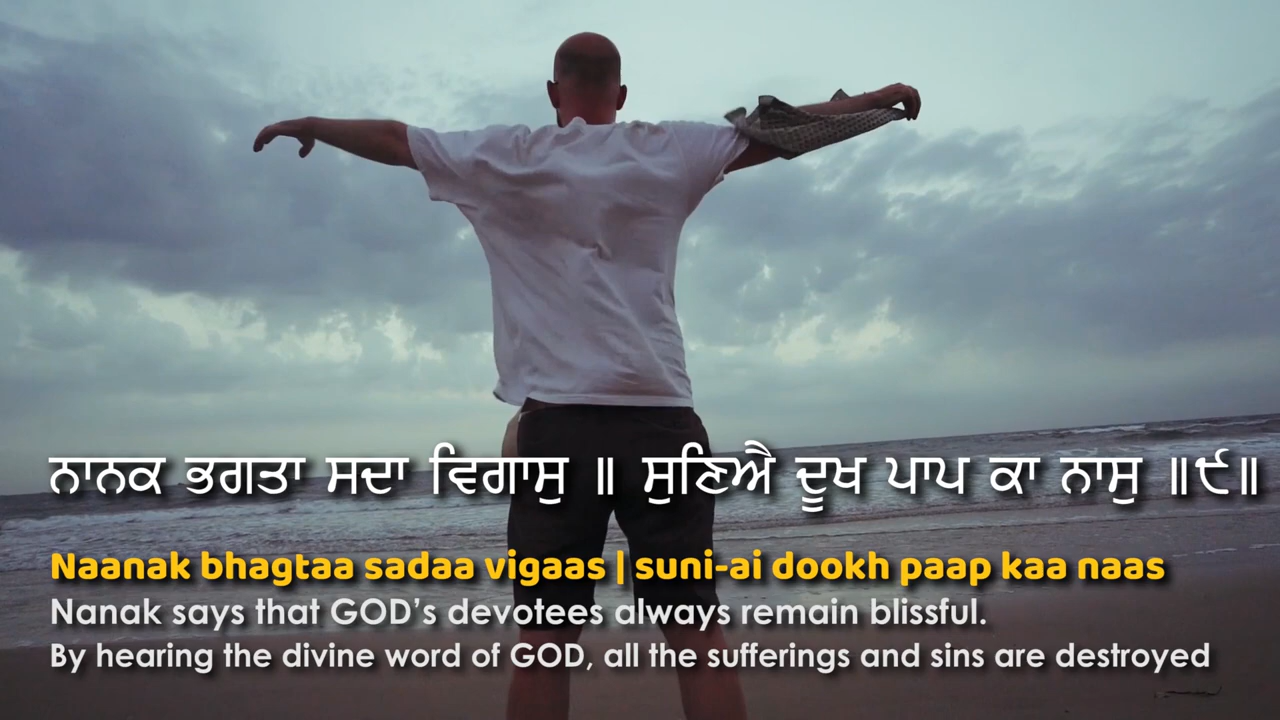 ਨਾਨਕ ਭਗਤਾ ਸਦਾ ਵਿਗਾਸੁ ॥ ਸੁਣਿਐ ਦੂਖ ਪਾਪ ਕਾ ਨਾਸੁ ॥੯॥
Naanak bhagtaa sadaa vigaas | suni-ai dookh paap kaa naas
Nanak says that GOD’s devotees always remain blissful.
By hearing the divine word of GOD, all the sufferings and sins are destroyed